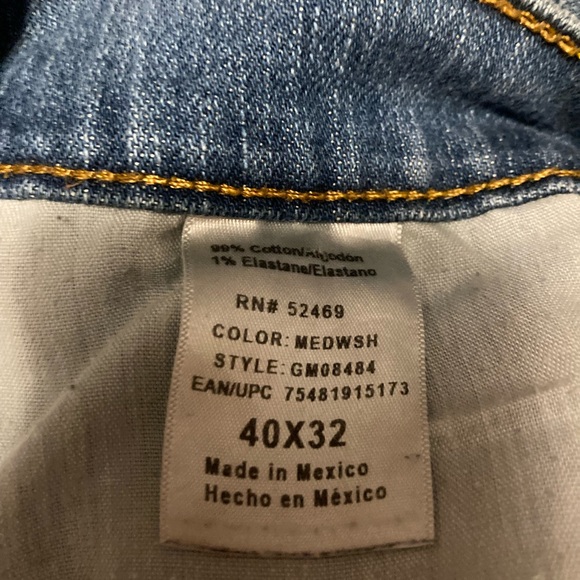 99% Cotton/Algodon
1% Elastane/Elastano
RN# 52469
COLOR: MEDWSH
STYLE: GM08484
EAN/UPC 75481915173
40X32
Made in Mexico
Hecho en México